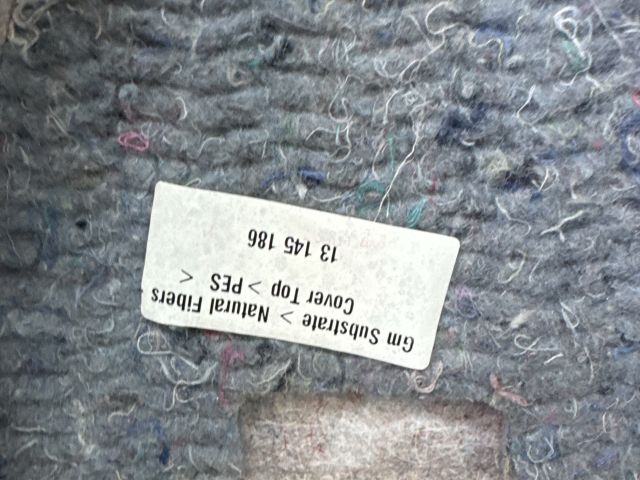 Gm Substrate < Natural Fibers
Cover Top < PES >
13 145 186